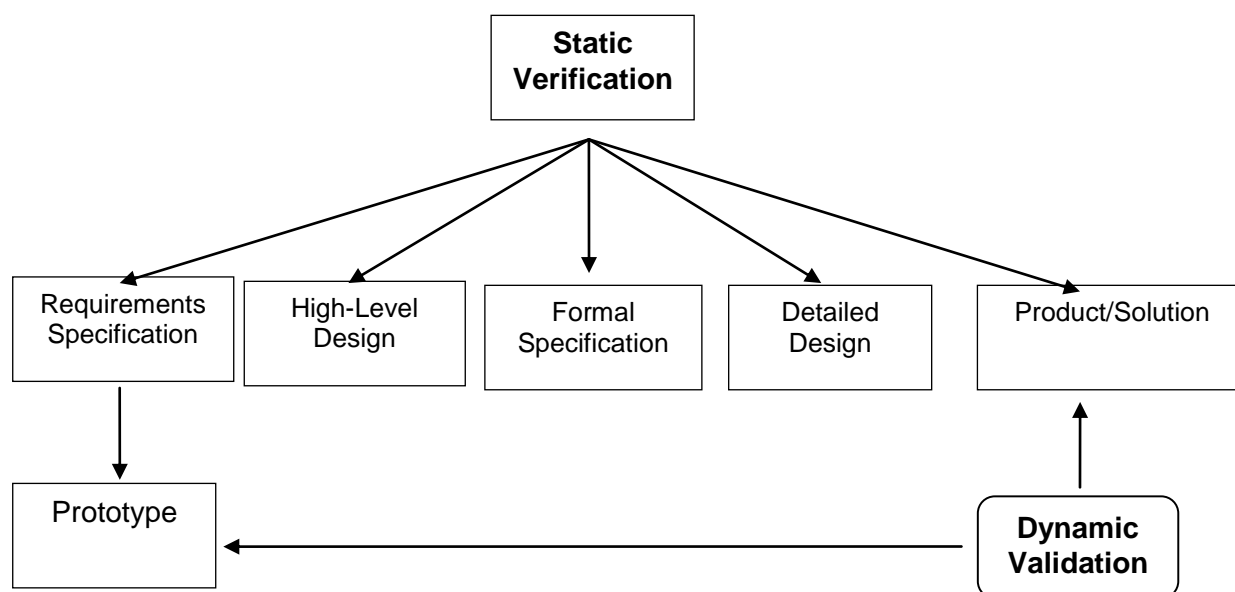 Static
Verification
Requirements
Specification
High-Level
Design
Formal
Specification
Detailed
Design
Product/Solution
Prototype
Dynamic
Validation